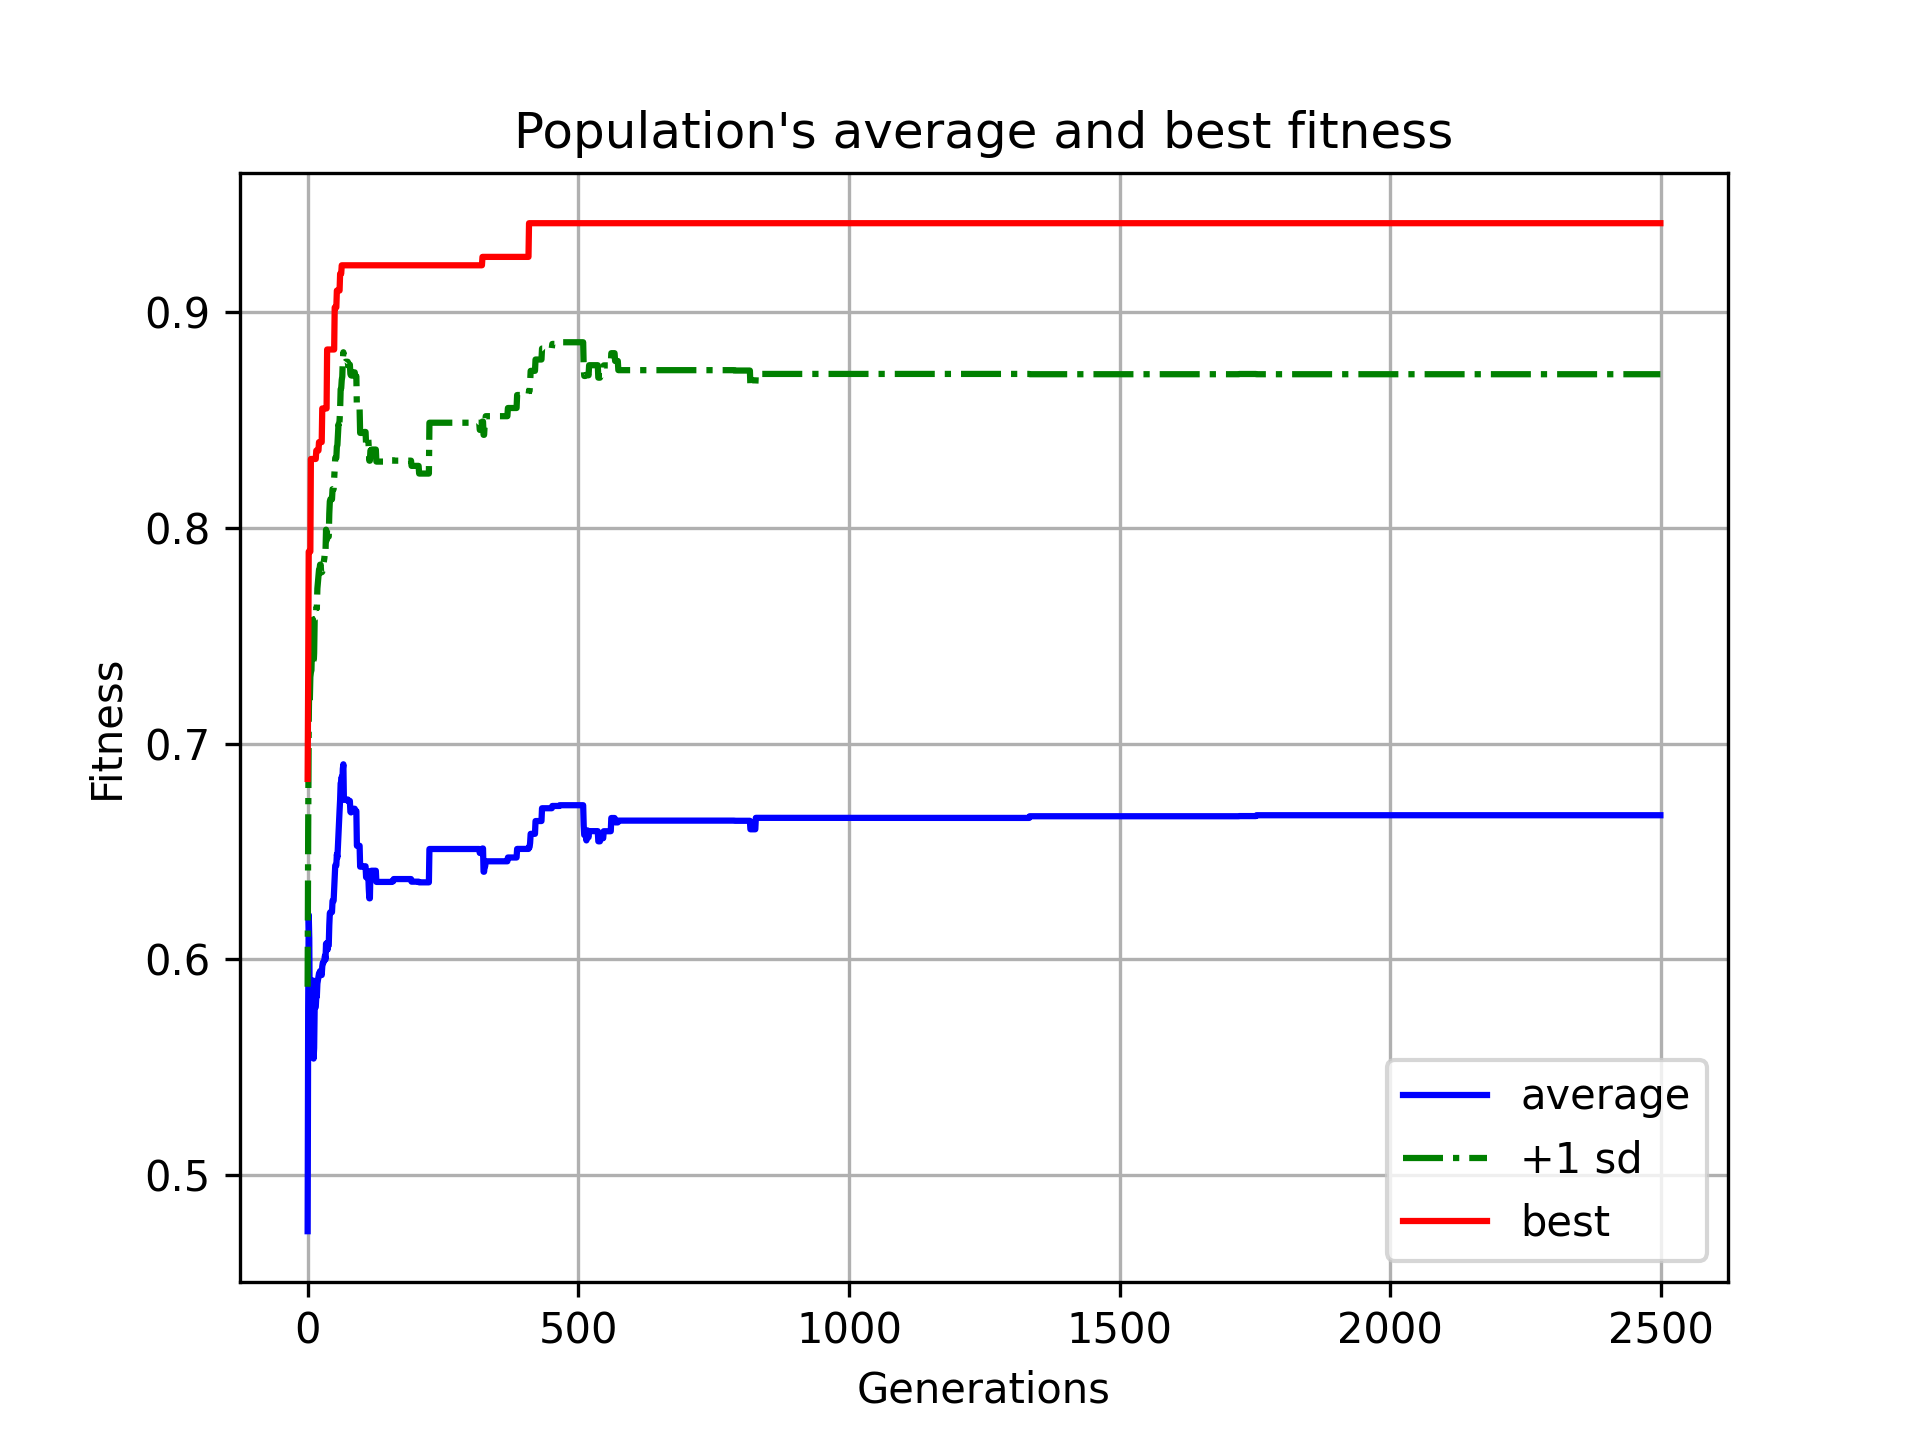 Population's average and best fitness
Fitness
0.9
0.8
0.7
0.6
0.5
0 500 1000 1500 2000 2500
Generations
average
+1 sd
best